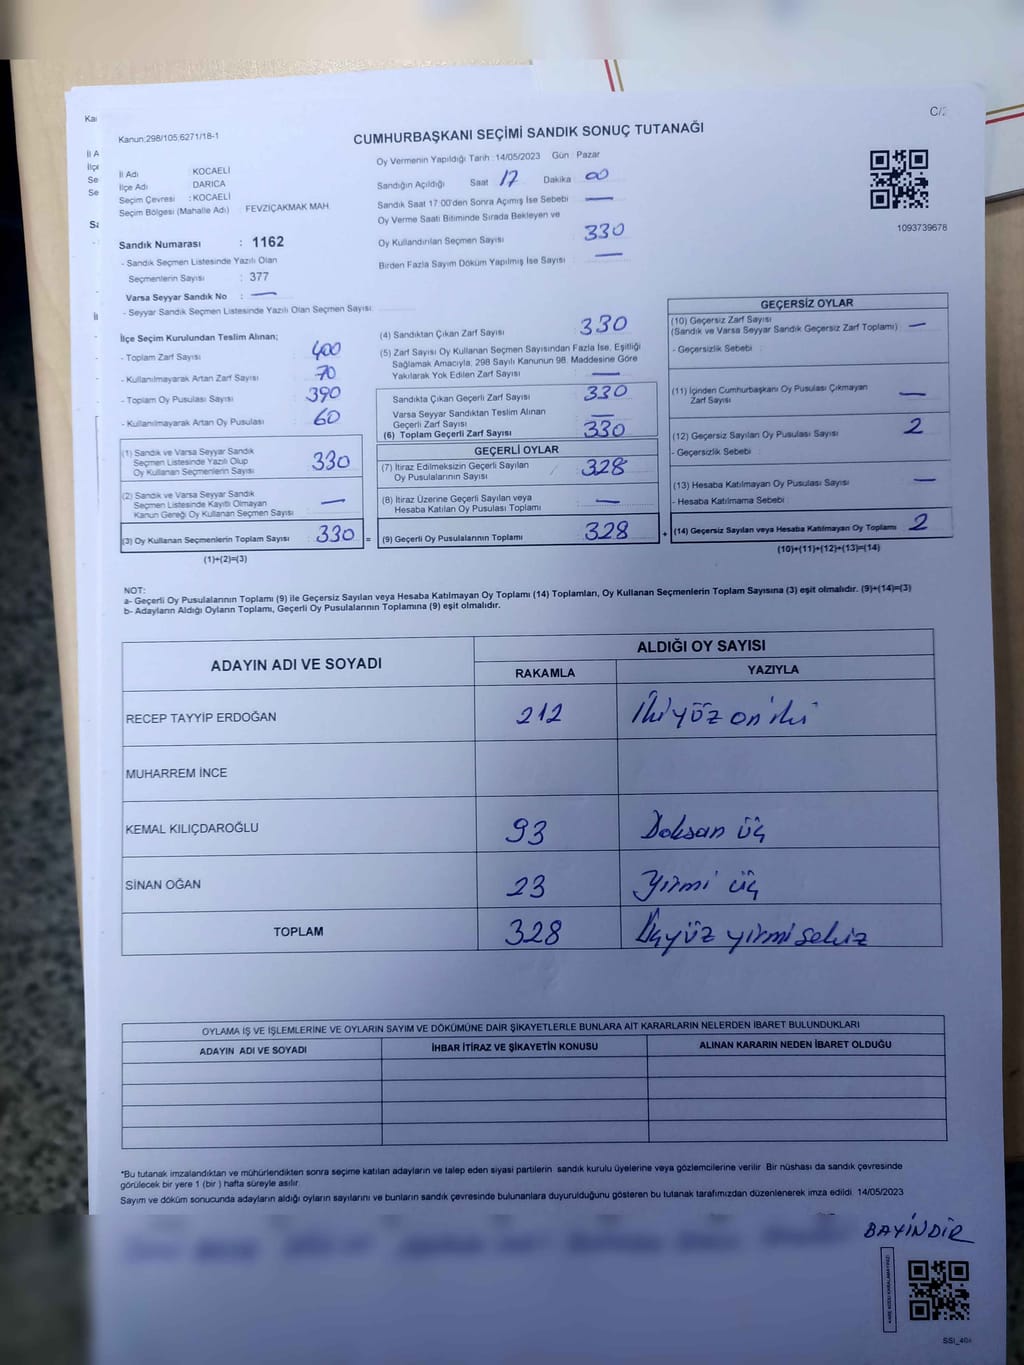 Kanun:298/105;6271/18-1
C/2
CUMHURBAŞKANI SEÇİMİ SANDIK SONUÇ TUTANAĞI
İl Adı KOCAELİ
İlçe Adı DARICA
Seçim Çevresi : KOCAELİ
Seçim Bölgesi (Mahalle Adı) FEVZİÇAKMAK MAH.
Sandık Numarası : 1162
- Sandık Seçmen Listesinde Yazılı Olan
Seçmenlerin Sayısı : 277
Varsa Seyyar Sandık No : —
- Seyyar Sandık Seçmen Listesinde Yazılı Olan Seçmen Sayısı:
Oy Vermenin Yapıldığı Tarih :14/05/2023 Gün Pazar
Sandığın Açıldığı Saat 17 Dakika 00
Sandık Saat 17:00'den Sonra Açımış İse Sebebi —
Oy Verme Saati Bitiminde Sırada Bekleyen ve
Oy Kullandırılan Seçmen Sayısı 330
Birden Fazla Sayım Döküm Yapılmış İse Sayısı —
1093739678
İlçe Seçim Kurulundan Teslim Alınan;
- Toplam Zarf Sayısı : 400
- Kullanılmayarak Artan Zarf Sayısı : 70
- Toplam Oy Pusulası Sayısı : 390
- Kullanılmayarak Artan Oy Pusulası : 60
(1) Sandık ve Varsa Seyyar Sandık
Seçmen Listesinde Yazılı Olup
Oy Kullanan Seçmenlerin Sayısı : 330
(2) Sandık ve Varsa Seyyar Sandık
Seçmen Listesinde Kayıtlı Olmayan
Kanun Gereği Oy Kullanan Seçmen Sayısı : —
(3) Oy Kullanan Seçmenlerin Toplam Sayısı : 330 =
(1)+(2)=(3)
(4) Sandıktan Çıkan Zarf Sayısı 330
(5) Zarf Sayısı Oy Kullanan Seçmen Sayısından Fazla İse, Eşitliği
Sağlamak Amacıyla; 298 Sayılı Kanunun 98. Maddesine Göre
Yakılarak Yok Edilen Zarf Sayısı —
Sandıkta Çıkan Geçerli Zarf Sayısı 330
Varsa Seyyar Sandıktan Teslim Alınan
Geçerli Zarf Sayısı —
(6) Toplam Geçerli Zarf Sayısı 330
GEÇERLİ OYLAR
(7) İtiraz Edilmeksizin Geçerli Sayılan
Oy Pusulası Sayısı 328
(8) İtiraz Üzerine Geçerli Sayılan veya
Hesaba Katılan Oy Pusulası Toplamı —
(9) Geçerli Oy Pusulalarının Toplamı 328 +
GEÇERSİZ OYLAR
(10) Geçersiz Zarf Sayısı
(Sandık ve Varsa Seyyar Sandık Geçersiz Zarf Toplamı) —
- Geçersizlik Sebebi :
(11) İçinden Cumhurbaşkanı Oy Pusulası Çıkmayan
Zarf Sayısı —
(12) Geçersiz Sayılan Oy Pusulası Sayısı 2
- Geçersizlik Sebebi :
(13) Hesaba Katılmayan Oy Pusulası Sayısı —
- Hesaba Katılmama Sebebi :
(14) Geçersiz Sayılan veya Hesaba Katılmayan Oy Toplamı 2
(10)+(11)+(12)+(13)=(14)
NOT:
a- Geçerli Oy Pusulalarının Toplamı (9) ile Geçersiz Sayılan veya Hesaba Katılmayan Oy Toplamı (14) Toplamları, Oy Kullanan Seçmenlerin Toplam Sayısına (3) eşit olmalıdır. (9)+(14)=(3)
b- Adayların Aldığı Oyların Toplamı, Geçerli Oy Pusulalarının Toplamına (9) eşit olmalıdır.
ADAYIN ADI VE SOYADI ALDIĞI OY SAYISI
RAKAMLA YAZIYLA
RECEP TAYYİP ERDOĞAN 212 İkiyüz on iki
MUHARREM İNCE
KEMAL KILIÇDAROĞLU 93 Doksan üç
SİNAN OĞAN 23 Yirmi üç
TOPLAM 328 Üçyüz yirmi sekiz
OYLAMA İŞ VE İŞLEMLERİNE VE OYLARIN SAYIM VE DÖKÜMÜNE DAİR ŞİKAYETLERLE BUNLARA AİT KARARLARIN NELERDEN İBARET BULUNDUKLARI
ADAYIN ADI VE SOYADI İHBAR İTİRAZ VE ŞİKAYETİN KONUSU ALINAN KARARIN NEDEN İBARET OLDUĞU
*Bu tutanak imzalandıktan ve mühürlendikten sonra seçime katılan adayların ve talep eden siyasi partilerin sandık kurulu üyelerine veya gözlemcilerine verilir. Bir nüshası da sandık çevresinde
görülecek bir yere 1 (bir ) hafta süreyle asılır.
Sayım ve döküm sonucunda adayların aldığı oyların sayılarını ve bunların sandık çevresinde bulunanlara duyurulduğunu gösteren bu tutanak tarafımızdan düzenlenerek imza edildi. 14/05/2023
BAYINDIR